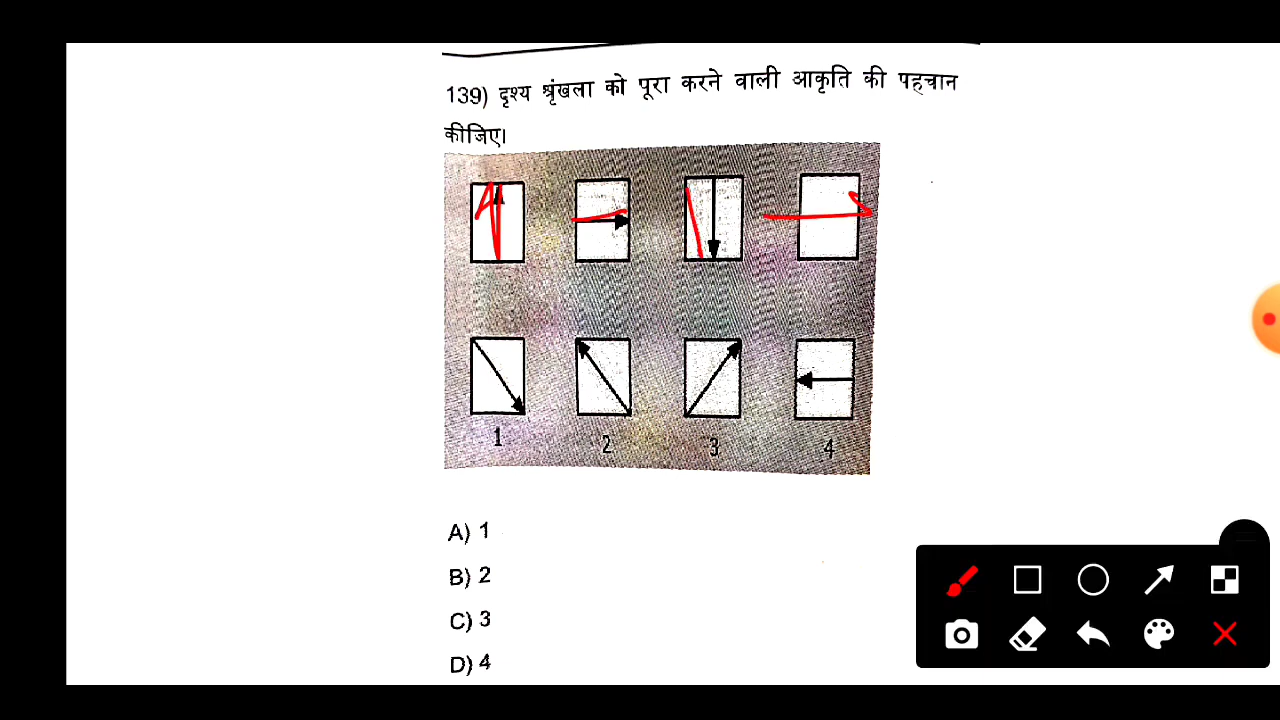 139) दृश्य श्रृंखला को पूरा करने वाली आकृति की पहचान
कीजिए।
1 2 3 4
A) 1
B) 2
C) 3
D) 4